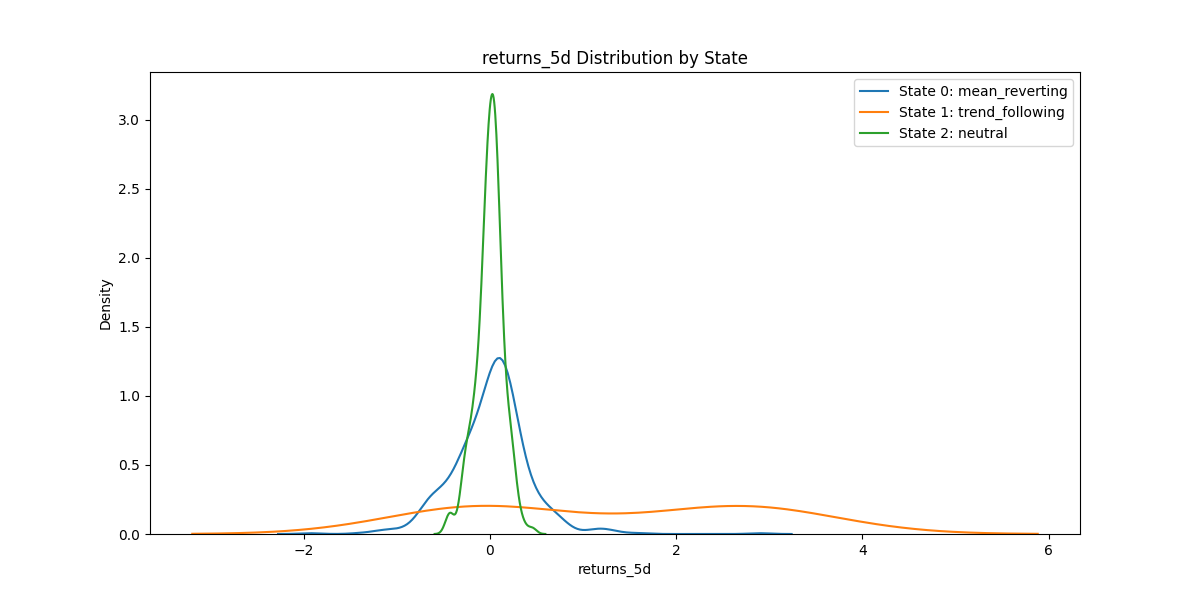 returns_5d Distribution by State
State 0: mean_reverting
State 1: trend_following
State 2: neutral
Density
3.0
2.5
2.0
1.5
1.0
0.5
0.0
−2
0
2
4
6
returns_5d